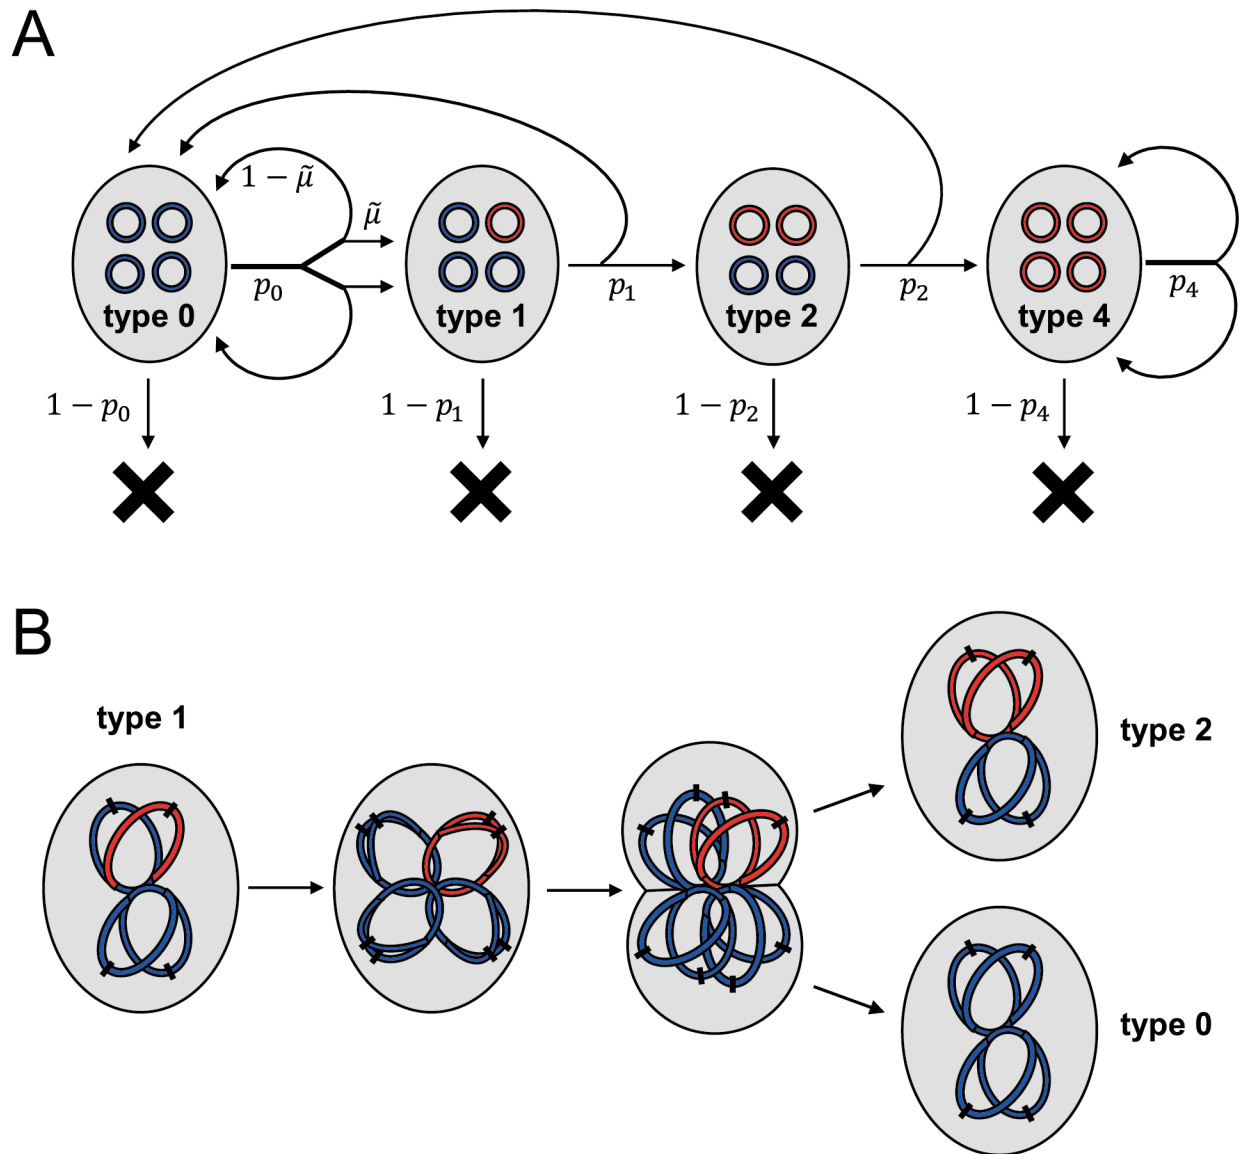 A
1 − μ̃
μ̃
p₀
p₁
p₂
p₄
type 0
type 1
type 2
type 4
1 − p₀
1 − p₁
1 − p₂
1 − p₄
B
type 1
type 2
type 0